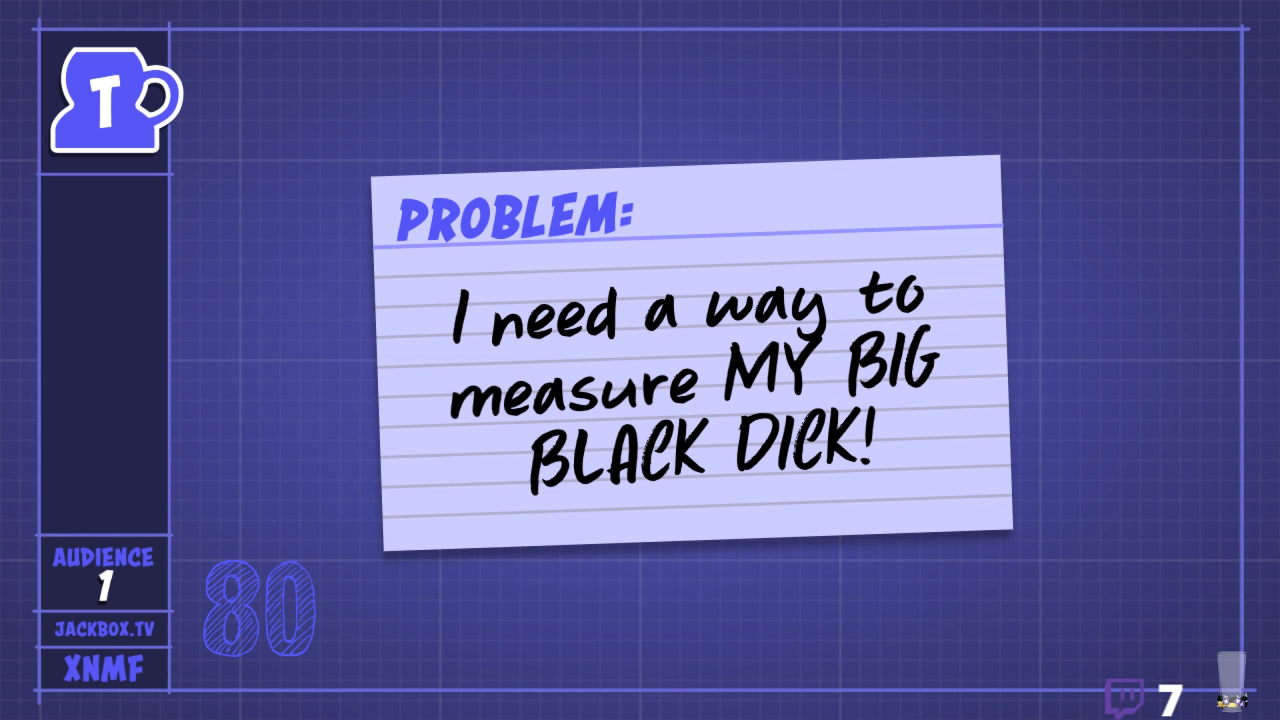 T
PROBLEM:
I need a way to
measure MY BIG
BLACK DICK!
AUDIENCE
1
80
JACKBOX.TV
XNMF
7